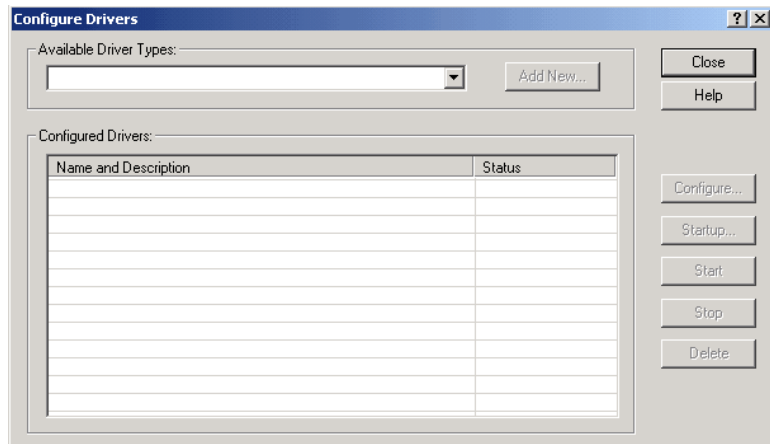 Configure Drivers
Available Driver Types:
Add New...
Close
Help
Configured Drivers:
Name and Description Status
Configure...
Startup...
Start
Stop
Delete